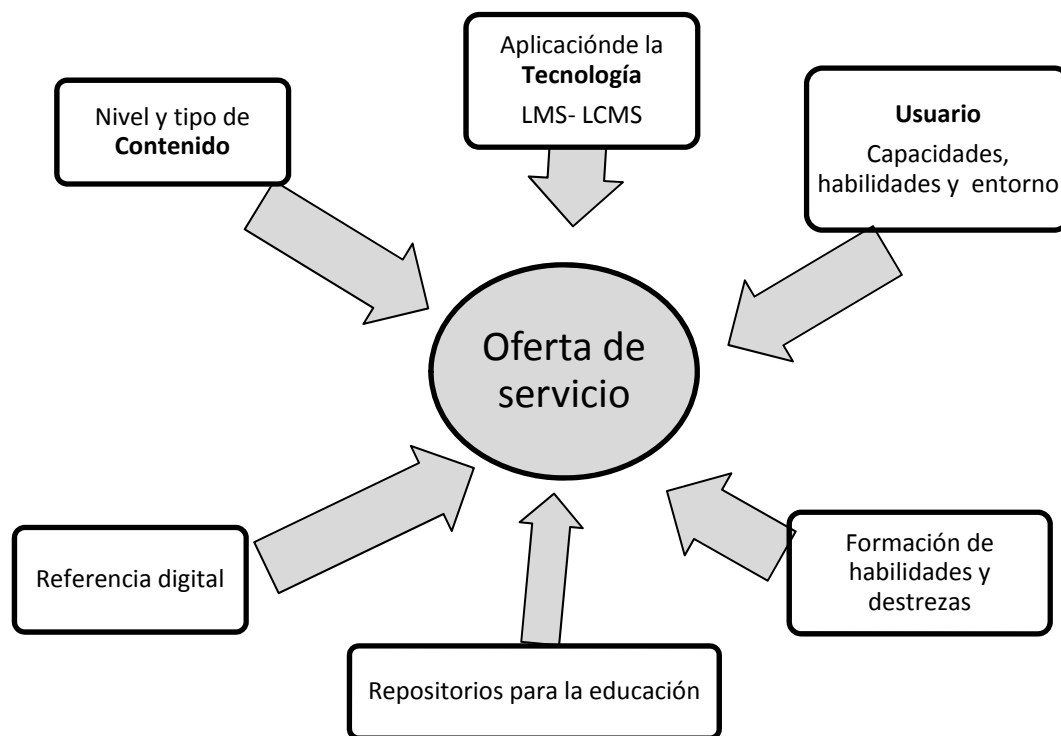 Aplicaciónde la
Tecnología
LMS- LCMS
Nivel y tipo de
Contenido
Usuario
Capacidades,
habilidades y entorno
Oferta de
servicio
Referencia digital
Formación de
habilidades y
destrezas
Repositorios para la educación